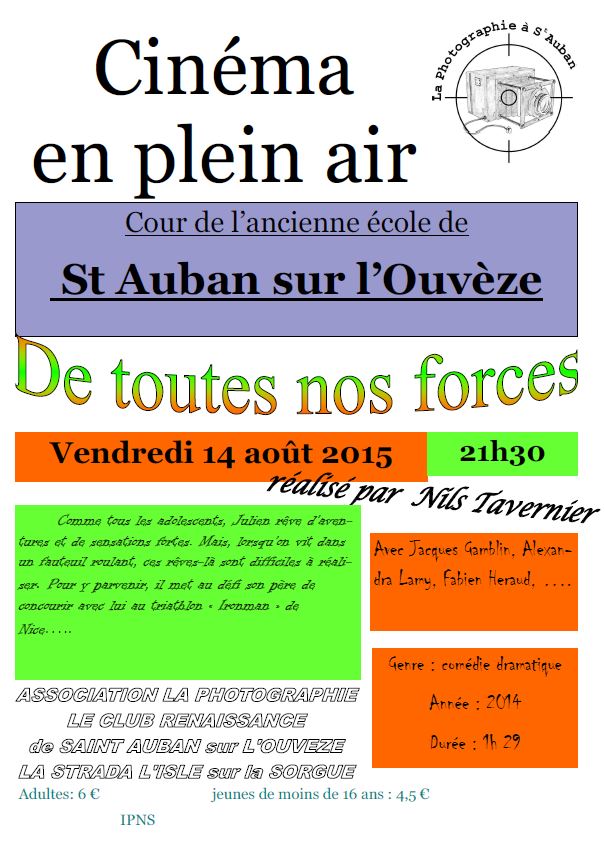 Cinéma
en plein air
La Photographie à St Auban
Cour de l'ancienne école de
St Auban sur l'Ouvèze
De toutes nos forces
Vendredi 14 août 2015
21h30
réalisé par Nils Tavernier
Comme tous les adolescents, Julien rêve d'aven-
tures et de sensations fortes. Mais, lorsqu'on vit dans
un fauteuil roulant, ces rêves-là sont difficiles à réali-
ser. Pour y parvenir, il met au défi son père de
concourir avec lui au triathlon « Ironman » de
Nice.....
Avec Jacques Gamblin, Alexan-
dra Lamy, Fabien Heraud, ....
Genre : comédie dramatique
Année : 2014
Durée : 1h 29
ASSOCIATION LA PHOTOGRAPHIE
LE CLUB RENAISSANCE
de SAINT AUBAN sur L'OUVEZE
LA STRADA L'ISLE sur la SORGUE
Adultes: 6 € jeunes de moins de 16 ans : 4,5 €
IPNS